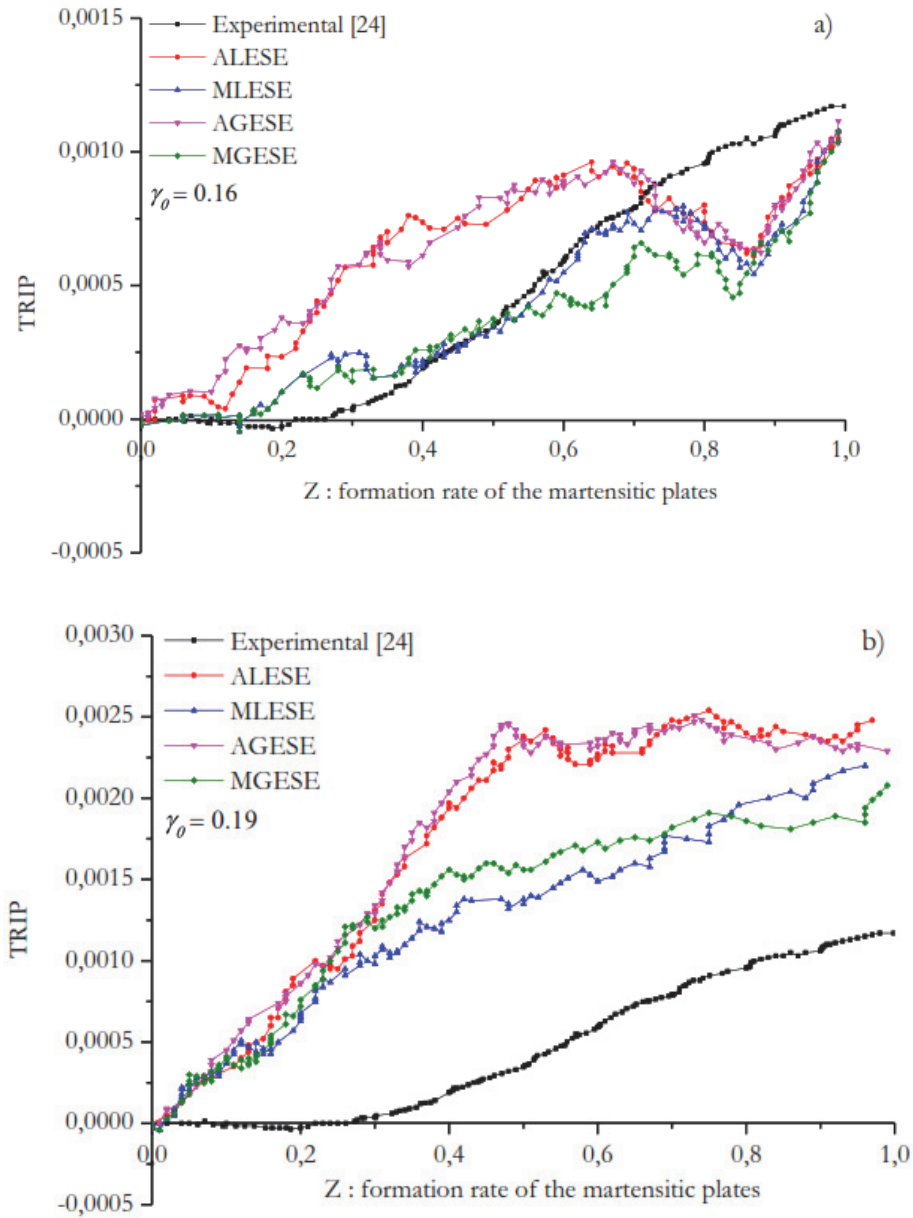 0,0015
Experimental [24]
a)
ALESE
MLESE
0,0010
AGESE
MGESE
γ₀ = 0.16
0,0005
TRIP
0,0000
0,0
0,2
0,4
0,6
0,8
1,0
Z : formation rate of the martensitic plates
-0,0005
0,0030
Experimental [24]
b)
ALESE
0,0025
MLESE
AGESE
MGESE
0,0020
γ₀ = 0.19
0,0015
TRIP
0,0010
0,0005
0,0000
0,0
0,2
0,4
0,6
0,8
1,0
Z : formation rate of the martensitic plates
-0,0005